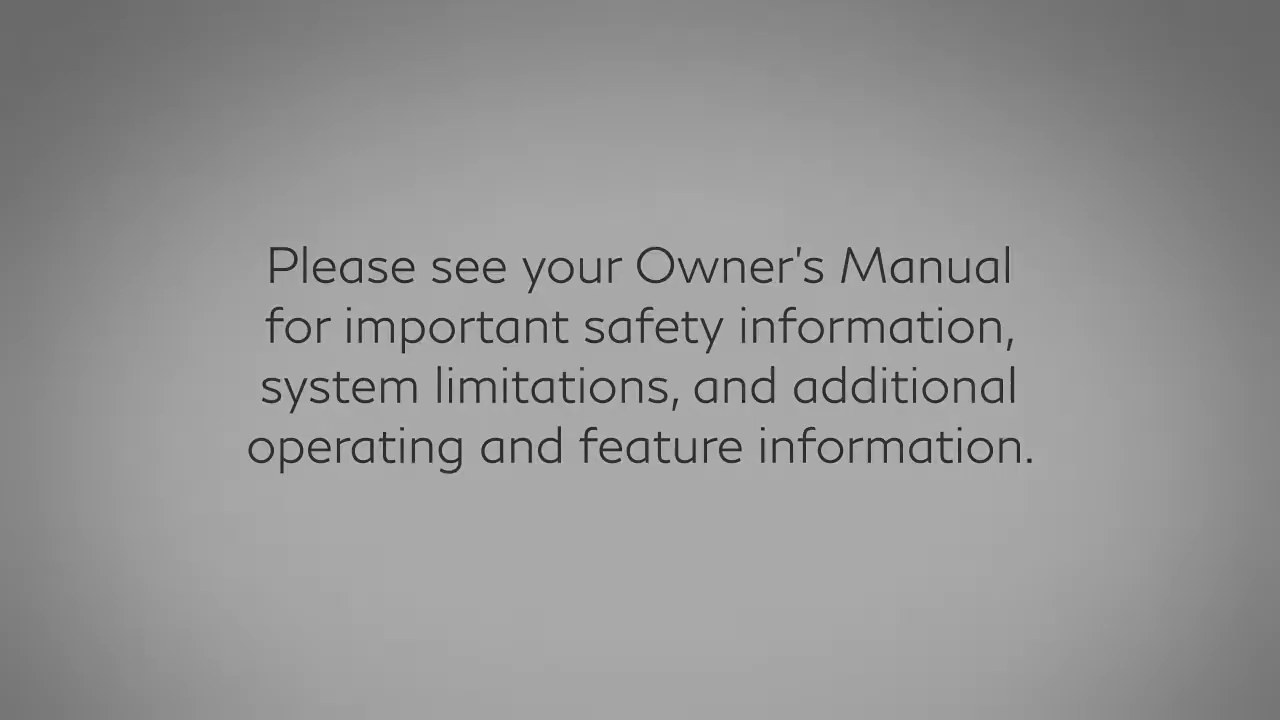 Please see your Owner's Manual
for important safety information,
system limitations, and additional
operating and feature information.